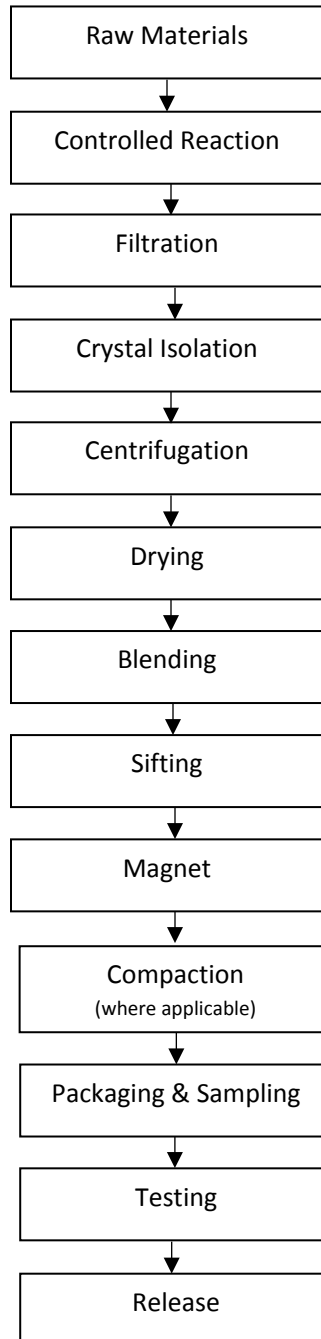 Raw Materials
Controlled Reaction
Filtration
Crystal Isolation
Centrifugation
Drying
Blending
Sifting
Magnet
Compaction
(where applicable)
Packaging & Sampling
Testing
Release